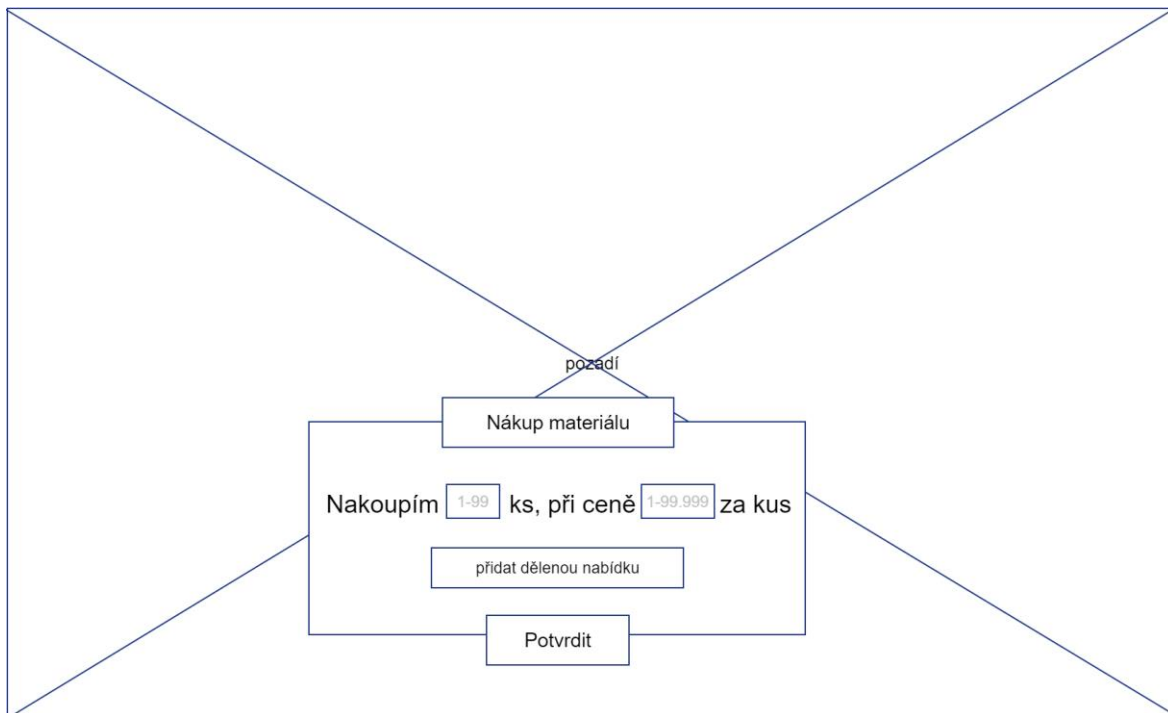 pozadí
Nákup materiálu
Nakoupím 1-99 ks, při ceně 1-99.999 za kus
přidat dělenou nabídku
Potvrdit